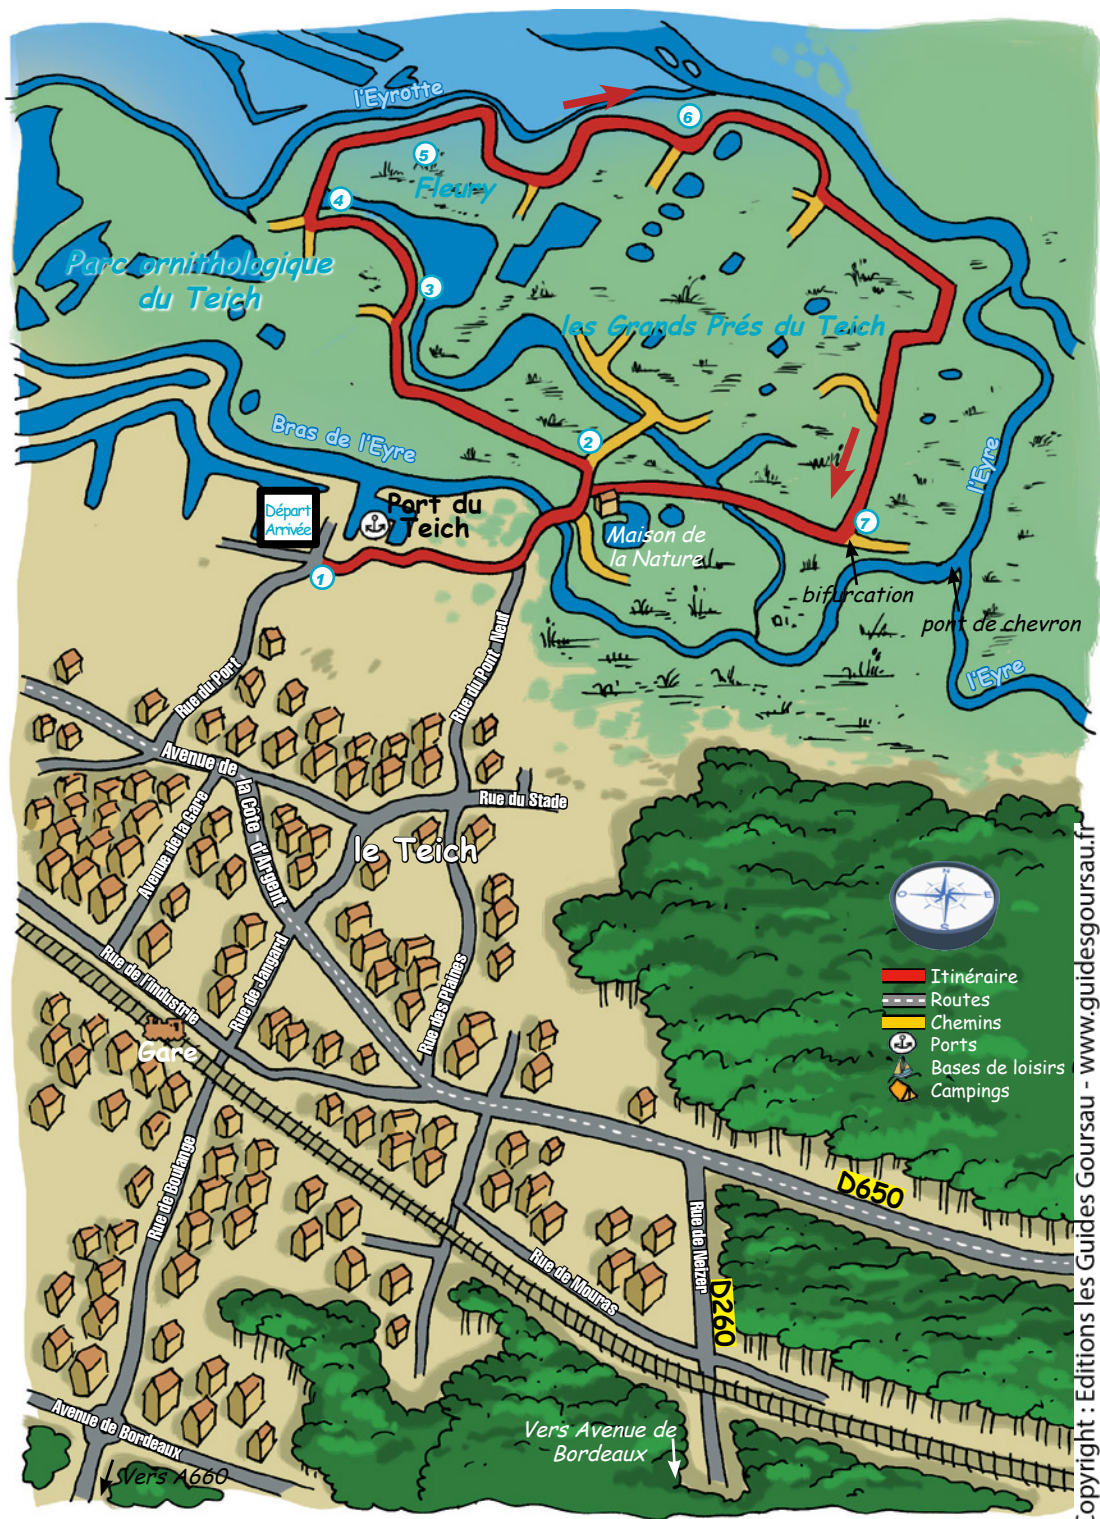 l'Eyrotte
6
5
Fleury
4
Parc ornithologique
du Teich
3
les Grands Prés du Teich
Bras de l'Eyre
2
l'Eyre
Départ
Arrivée
Port du
Teich
Maison de
la Nature
7
1
bifurcation
pont de chevron
l'Eyre
Rue du Port
Rue du Pont Neuf
Avenue de la Côte d'Argent
Rue du Stade
Avenue de la Gare
le Teich
N
O
E
S
Rue de l'Industrie
Rue de Jangard
Rue des Plaines
Gare
Itinéraire
Routes
Chemins
Ports
Bases de loisirs
Campings
Rue de Boulange
D650
Rue de Neizer
Rue de Mouras
D260
Avenue de Bordeaux
Vers Avenue de
Bordeaux
Vers A660
Copyright : Editions les Guides Goursau - www.guidesgoursau.fr